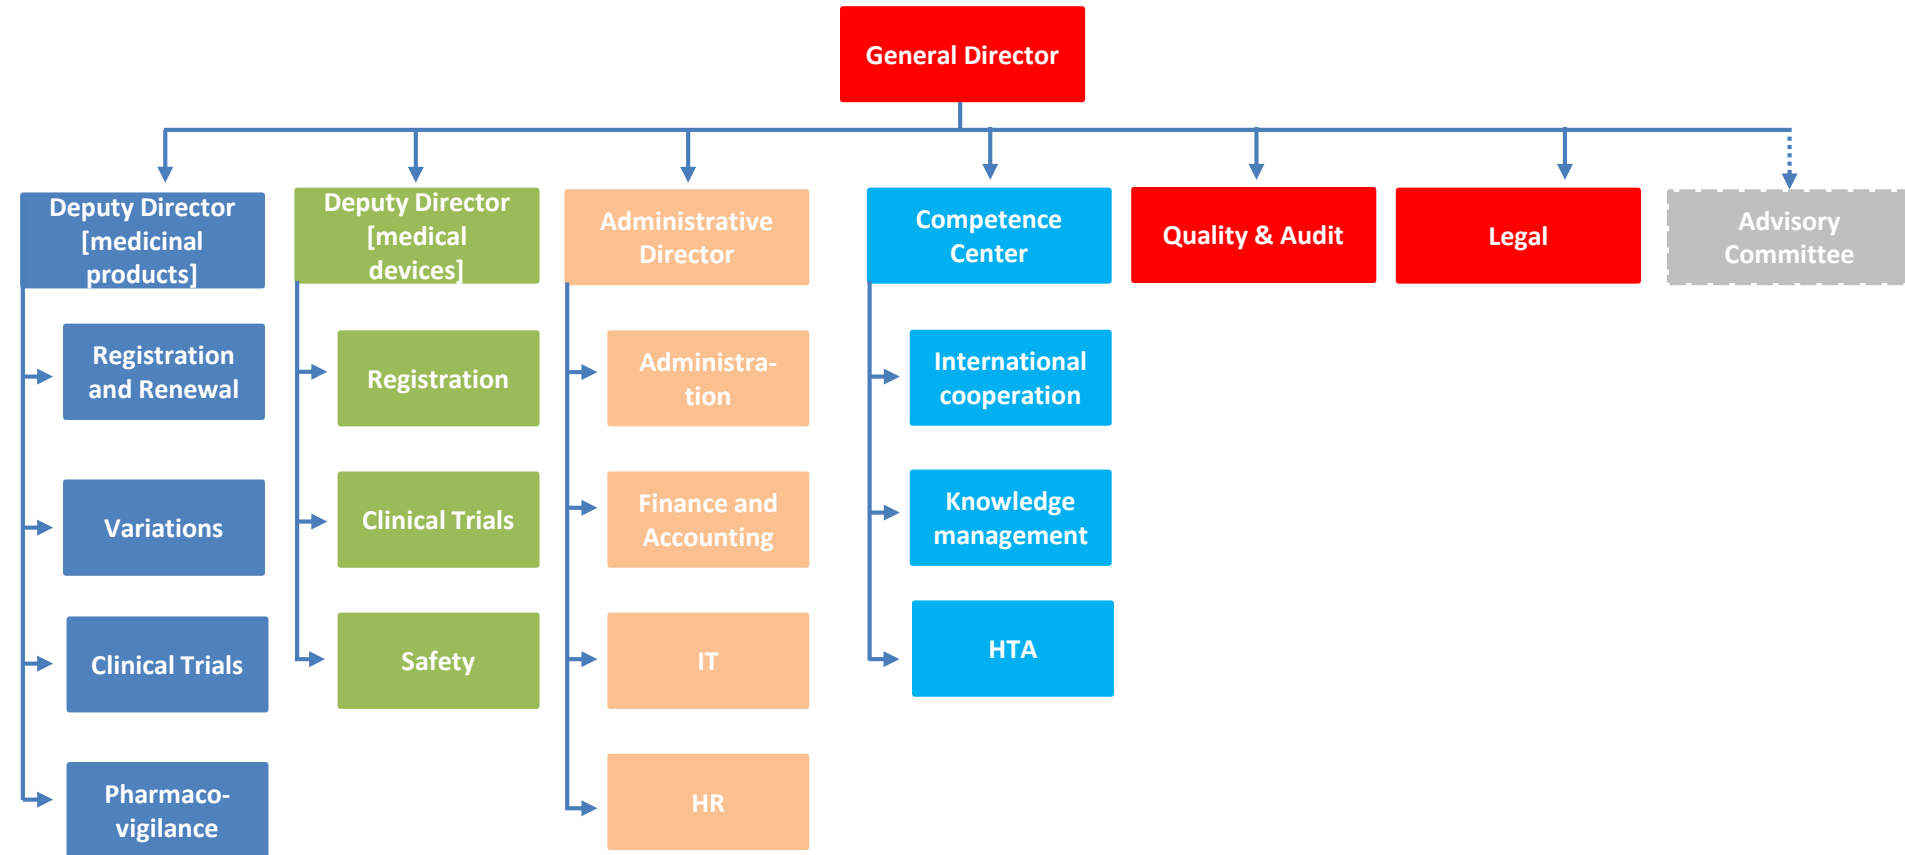 General Director
Deputy Director
[medicinal
products]
Deputy Director
[medical
devices]
Administrative
Director
Competence
Center
Quality & Audit
Legal
Advisory
Committee
Registration
and Renewal
Variations
Clinical Trials
Pharmaco-
vigilance
Registration
Clinical Trials
Safety
Administra-
tion
Finance and
Accounting
IT
HR
International
cooperation
Knowledge
management
HTA